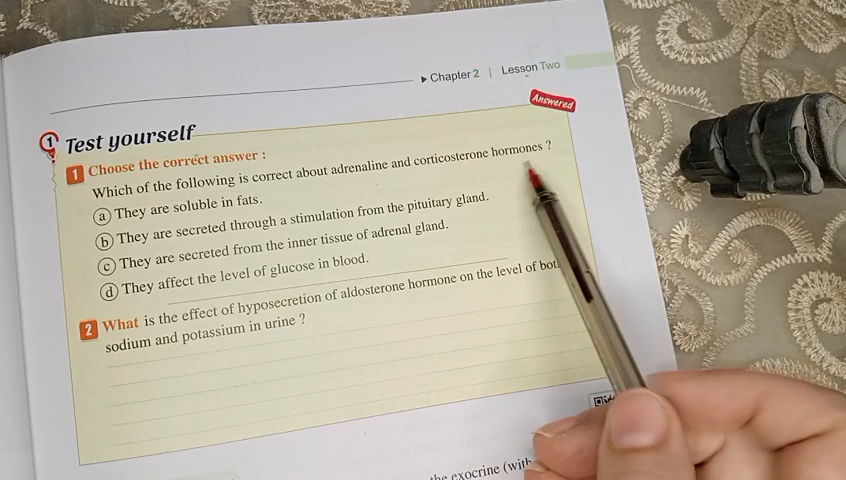 ▶ Chapter 2 | Lesson Two
Answered
1 Test yourself
1 Choose the correct answer :
Which of the following is correct about adrenaline and corticosterone hormones ?
a They are soluble in fats.
b They are secreted through a stimulation from the pituitary gland.
c They are secreted from the inner tissue of adrenal gland.
d They affect the level of glucose in blood.
2 What is the effect of hyposecretion of aldosterone hormone on the level of
sodium and potassium in urine ?
the exocrine